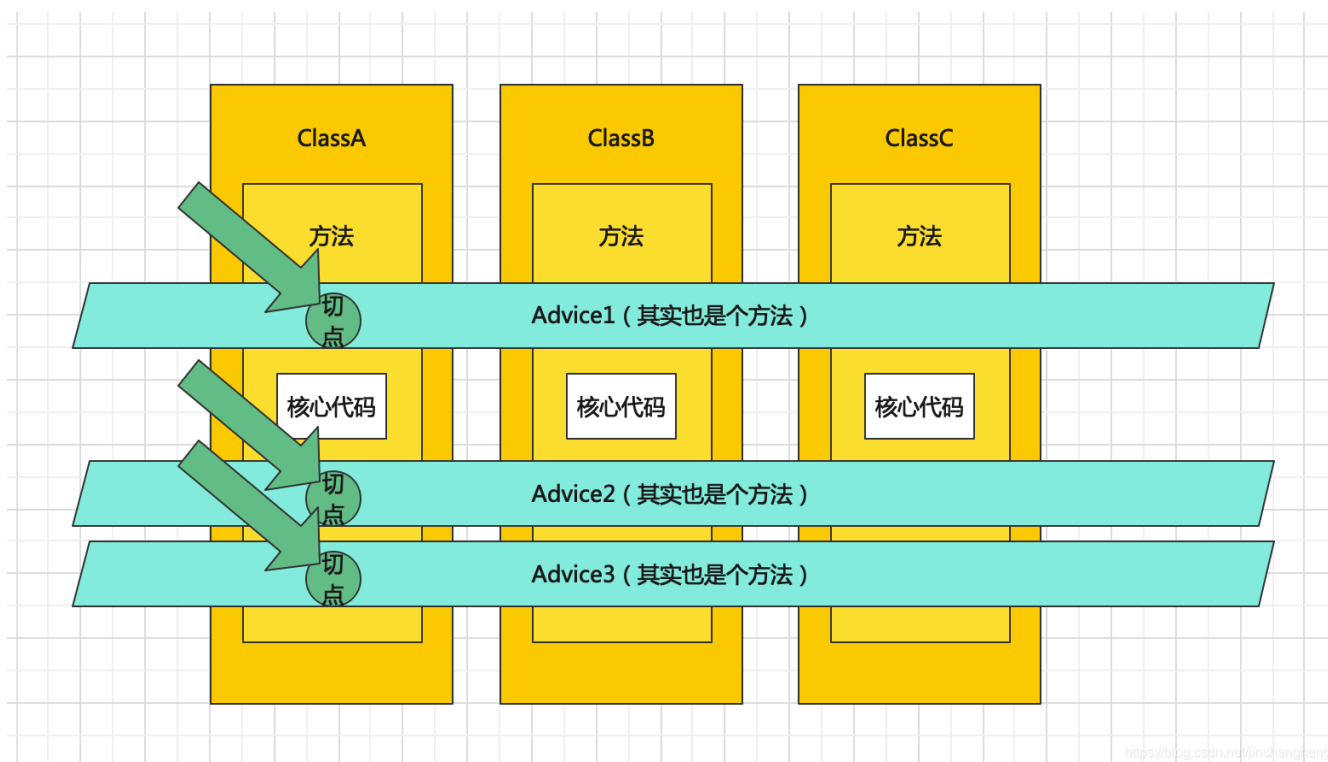 ClassA
ClassB
ClassC
方法
方法
方法
切
点
Advice1（其实也是个方法）
核心代码
核心代码
核心代码
切
点
Advice2（其实也是个方法）
切
点
Advice3（其实也是个方法）